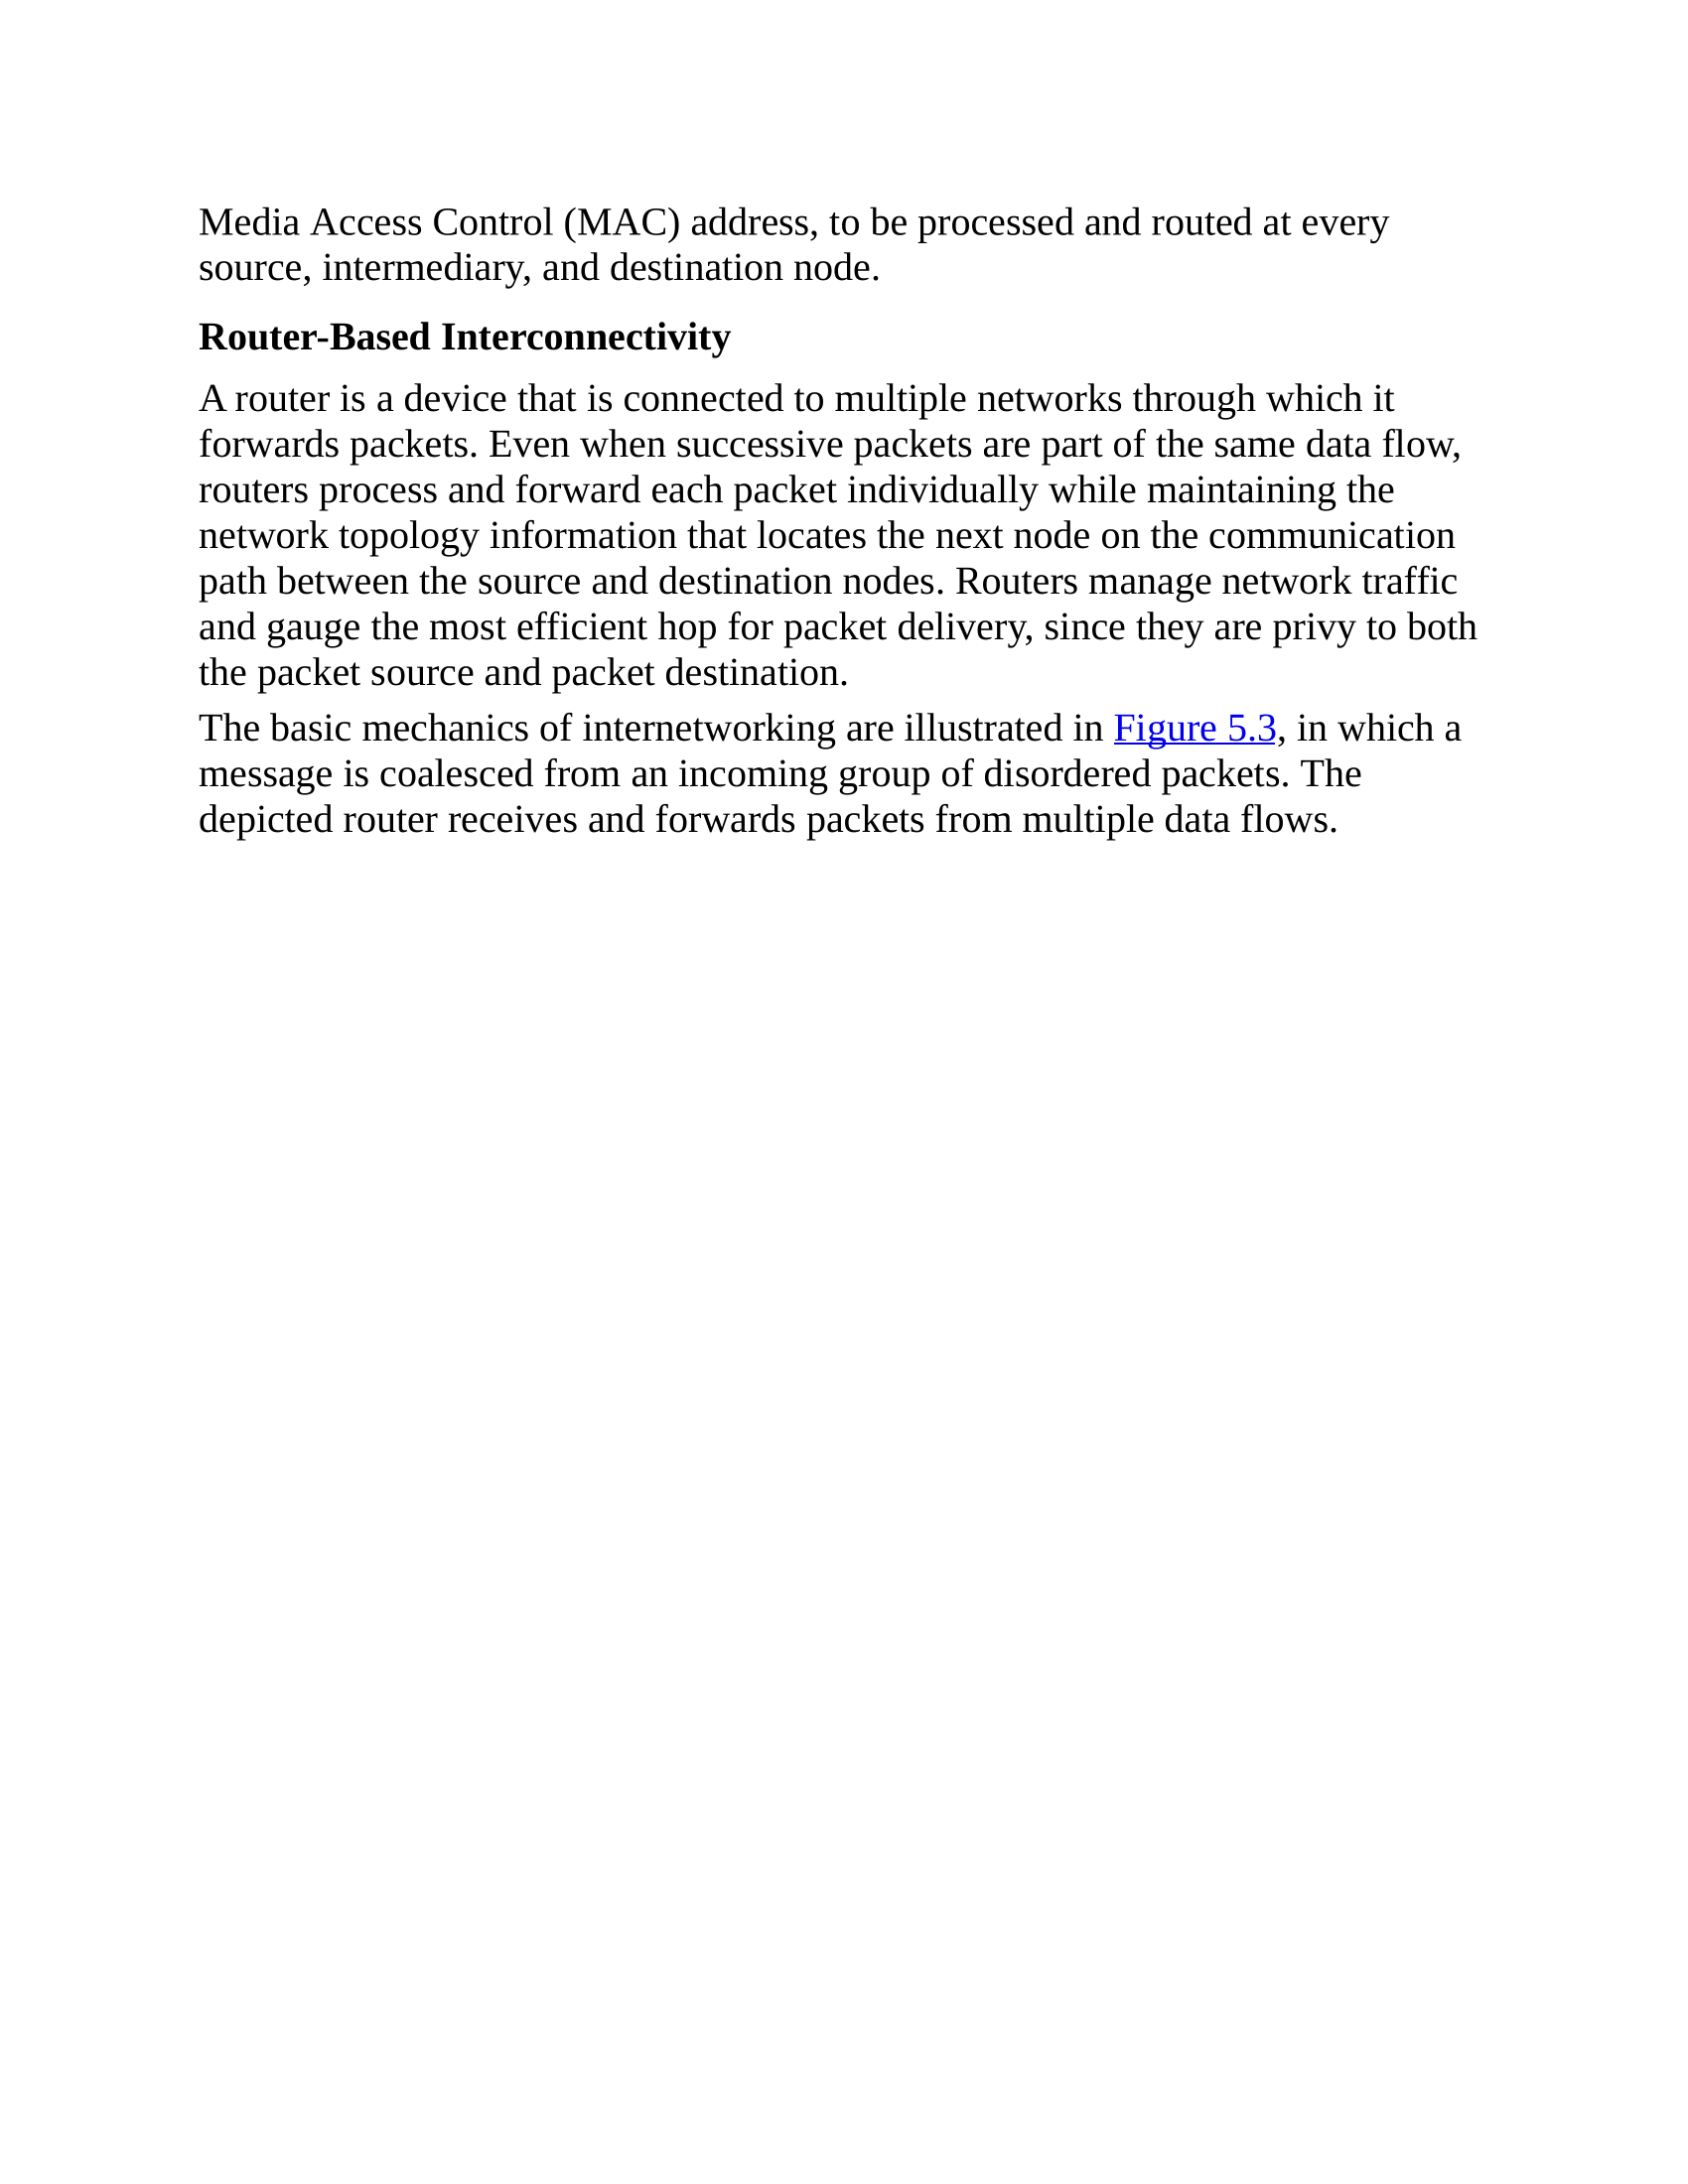 Media Access Control (MAC) address, to be processed and routed at every
source, intermediary, and destination node.
Router-Based Interconnectivity
A router is a device that is connected to multiple networks through which it
forwards packets. Even when successive packets are part of the same data flow,
routers process and forward each packet individually while maintaining the
network topology information that locates the next node on the communication
path between the source and destination nodes. Routers manage network traffic
and gauge the most efficient hop for packet delivery, since they are privy to both
the packet source and packet destination.
The basic mechanics of internetworking are illustrated in Figure 5.3, in which a
message is coalesced from an incoming group of disordered packets. The
depicted router receives and forwards packets from multiple data flows.